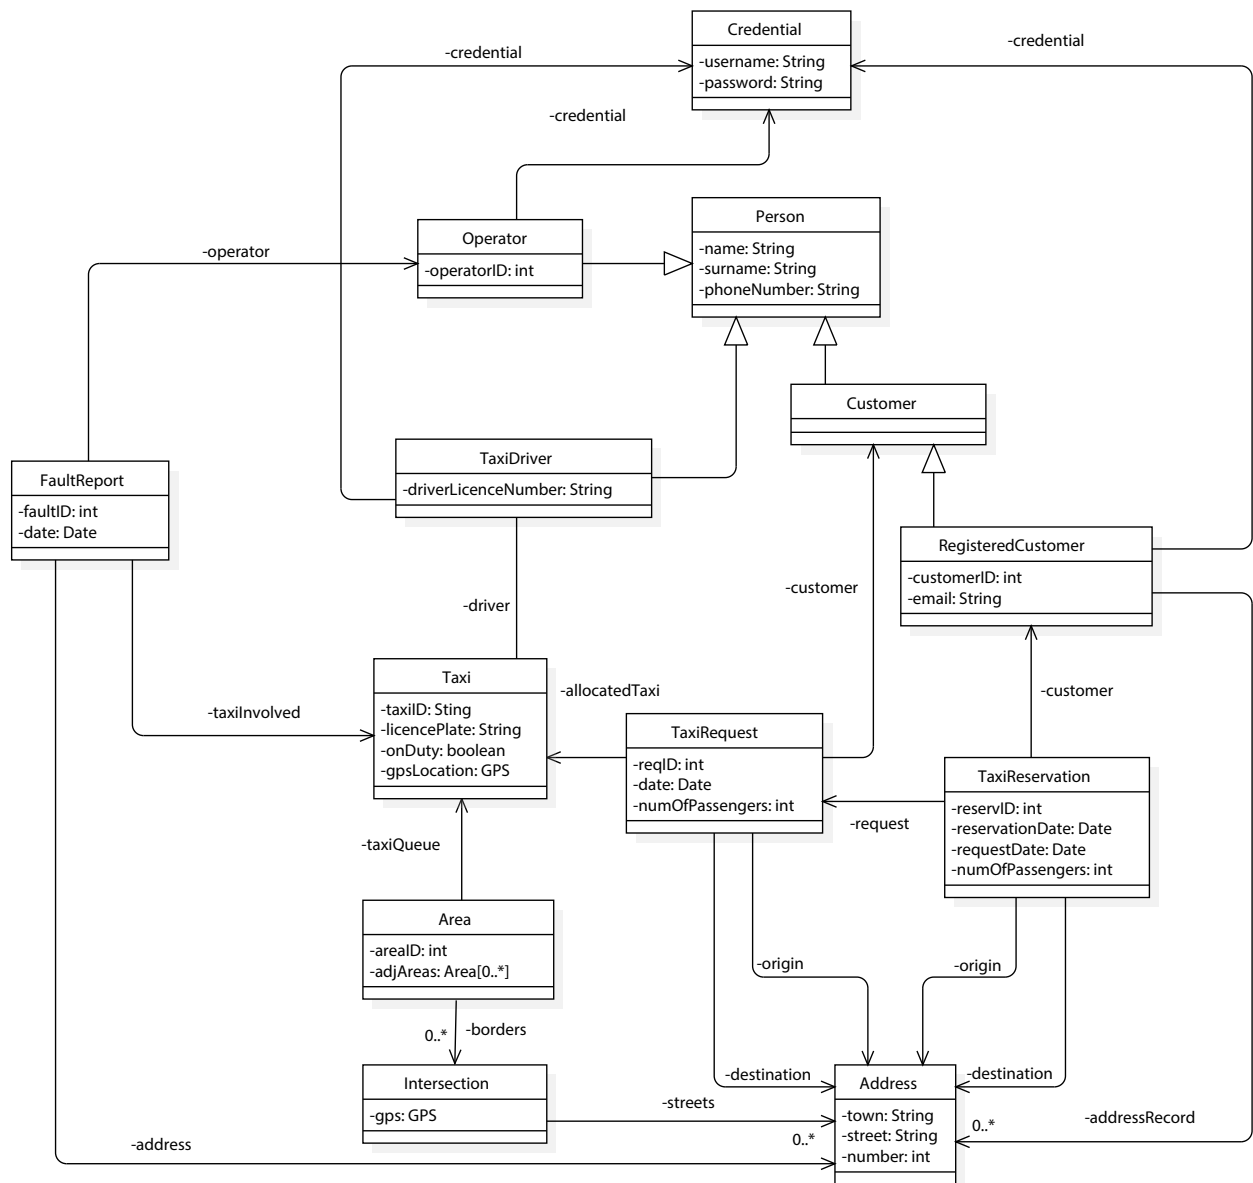 Credential
-username: String
-password: String
-credential
-credential
-credential
Person
-name: String
-surname: String
-phoneNumber: String
Operator
-operatorID: int
-operator
Customer
TaxiDriver
-driverLicenceNumber: String
FaultReport
-faultID: int
-date: Date
RegisteredCustomer
-customerID: int
-email: String
-customer
-driver
Taxi
-taxiID: Sting
-licencePlate: String
-onDuty: boolean
-gpsLocation: GPS
-allocatedTaxi
-customer
-taxiInvolved
TaxiRequest
-reqID: int
-date: Date
-numOfPassengers: int
TaxiReservation
-reservID: int
-reservationDate: Date
-requestDate: Date
-numOfPassengers: int
-request
-taxiQueue
Area
-areaID: int
-adjAreas: Area[0..*]
-origin
-origin
0..*
-borders
Intersection
-gps: GPS
-destination
-destination
Address
-town: String
-street: String
-number: int
-streets
0..*
0..*
-addressRecord
-address